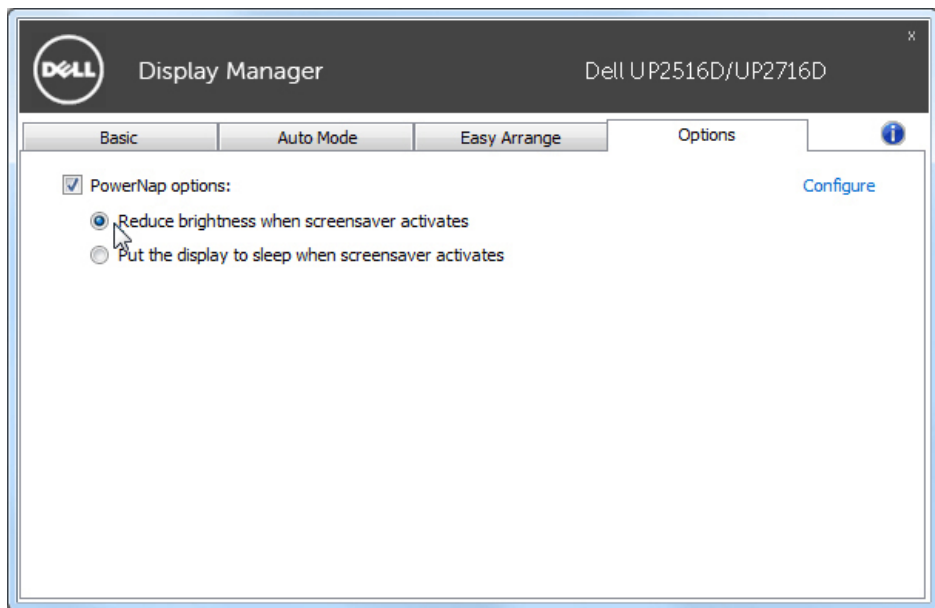 DELL
Display Manager
Dell UP2516D/UP2716D
x
Basic
Auto Mode
Easy Arrange
Options
i
PowerNap options:
Configure
Reduce brightness when screensaver activates
Put the display to sleep when screensaver activates